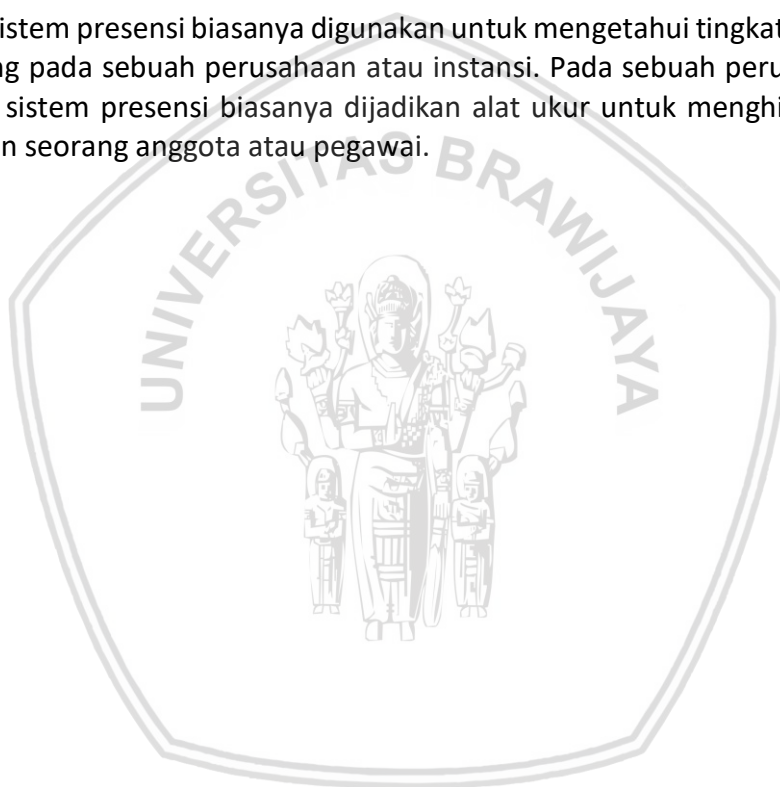 istem presensi biasanya digunakan untuk mengetahui tingkat
ng pada sebuah perusahaan atau instansi. Pada sebuah peru
sistem presensi biasanya dijadikan alat ukur untuk menghi
n seorang anggota atau pegawai.
UNIVERSITAS BRAWIJAYA